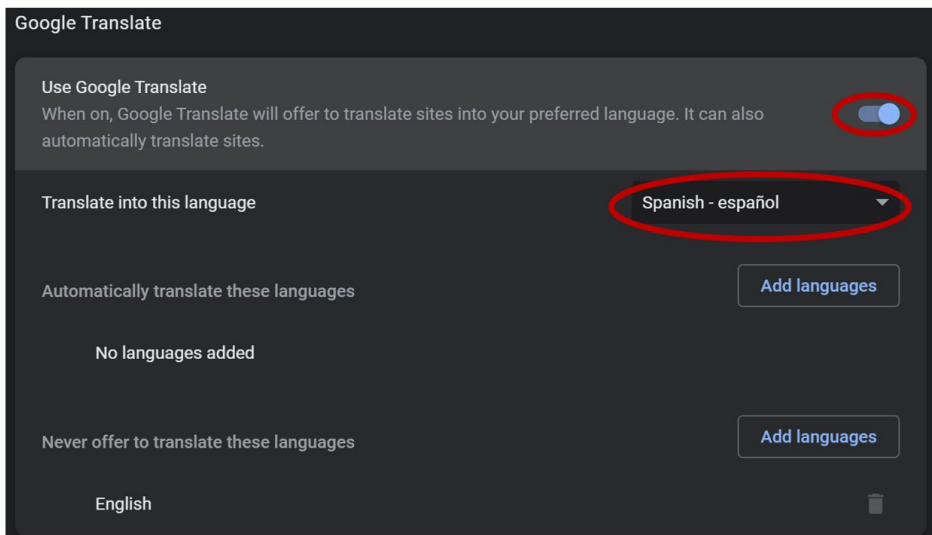 Google Translate
Use Google Translate
When on, Google Translate will offer to translate sites into your preferred language. It can also
automatically translate sites.
Translate into this language
Spanish - español
Automatically translate these languages
Add languages
No languages added
Never offer to translate these languages
Add languages
English